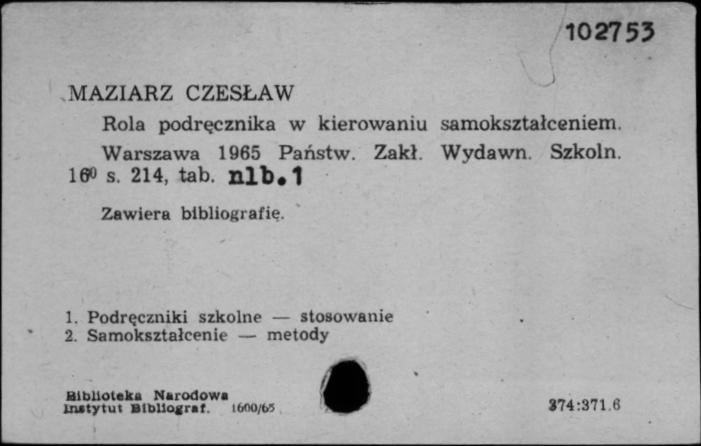 102753
MAZIARZ CZESŁAW
Rola podręcznika w kierowaniu samokształceniem.
Warszawa 1965 Państw. Zakł. Wydawn. Szkoln.
16⁰ s. 214, tab. nlb.1
Zawiera bibliografię.
1. Podręczniki szkolne — stosowanie
2. Samokształcenie — metody
Biblioteka Narodowa
Instytut Bibliograf. 1600/65
374:371.6